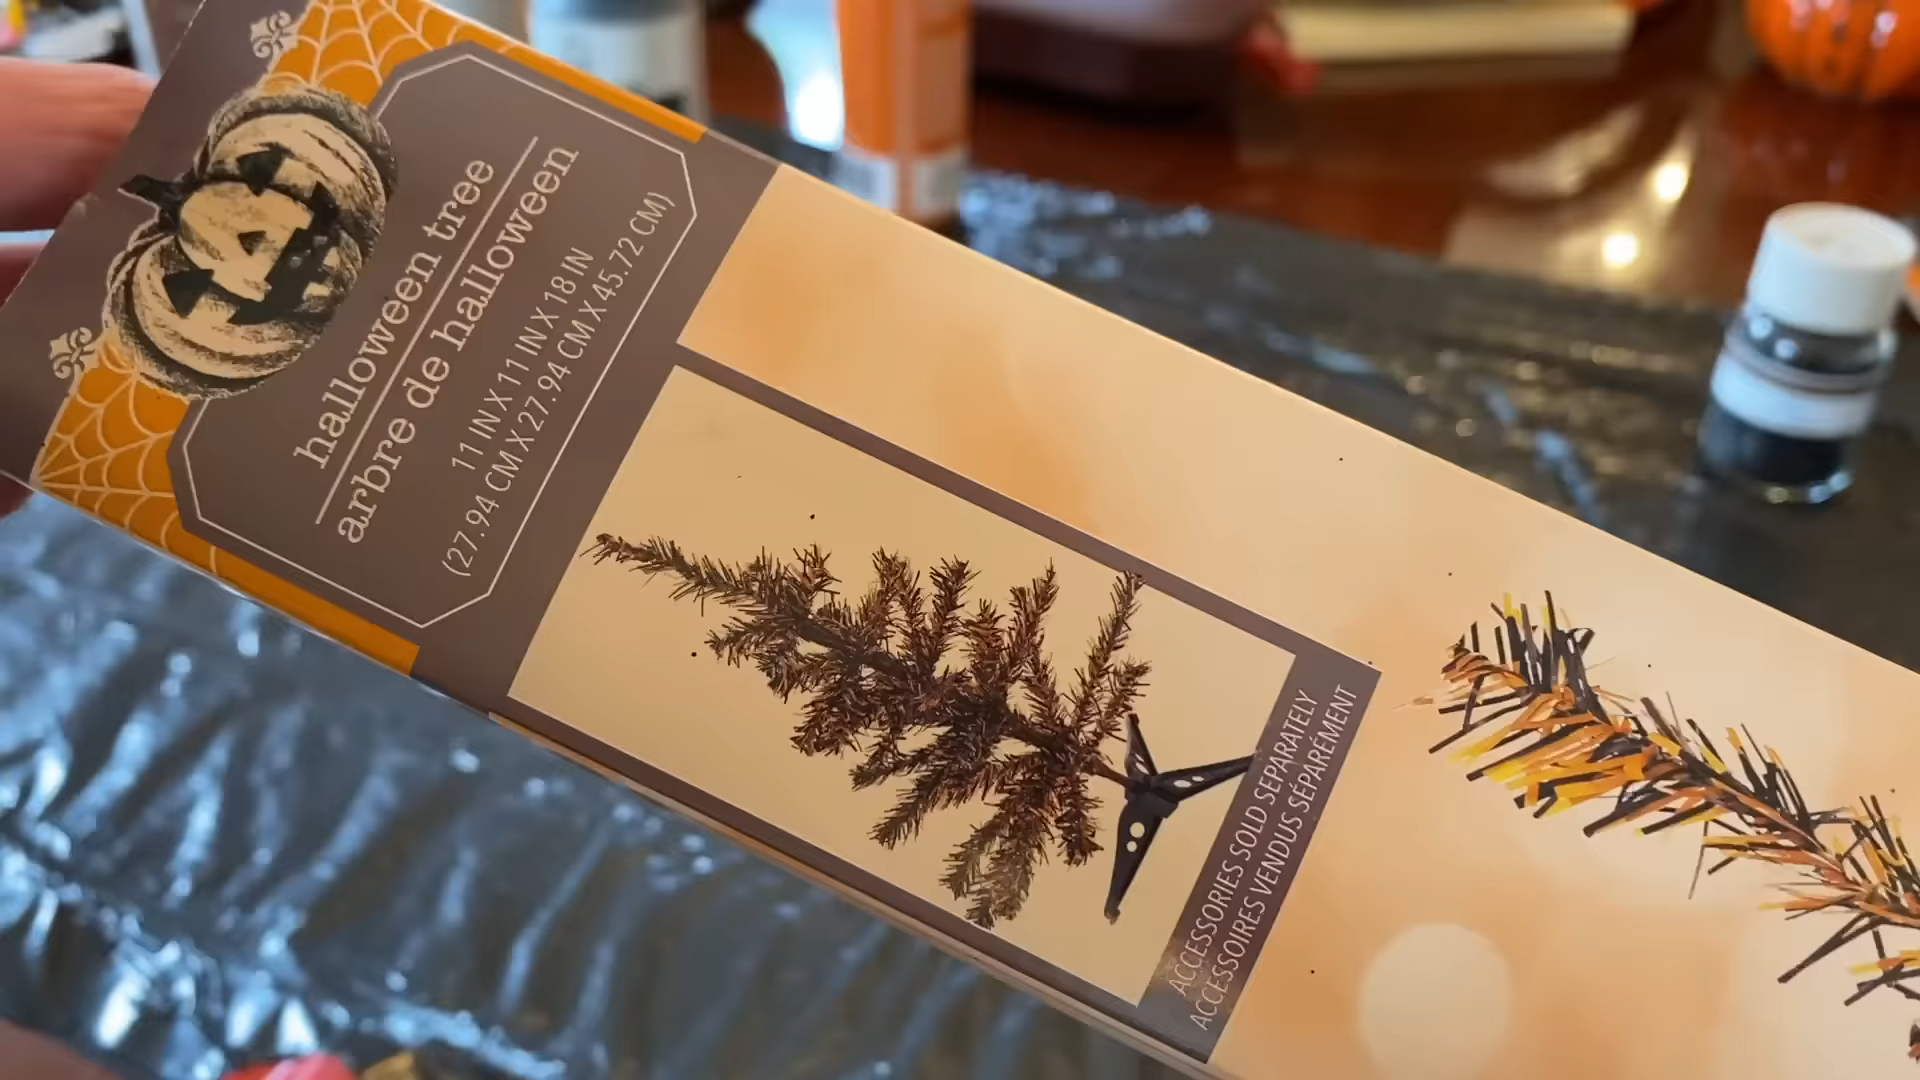 halloween tree
arbre de halloween
11 IN X 11 IN X 18 IN
(27.94 CM X 27.94 CM X 45.72 CM)
ACCESSORIES SOLD SEPARATELY
ACCESSOIRES VENDUS SÉPARÉMENT